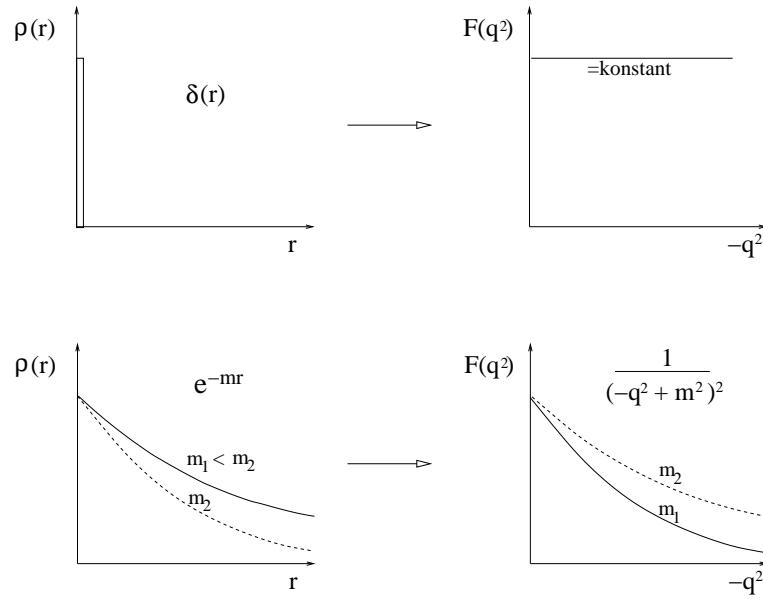 ρ(r)
δ(r)
r
F(q²)
=konstant
−q²
ρ(r)
e^−mr
m₁ < m₂
m₂
r
F(q²)
1
(−q² + m²)²
m₂
m₁
−q²